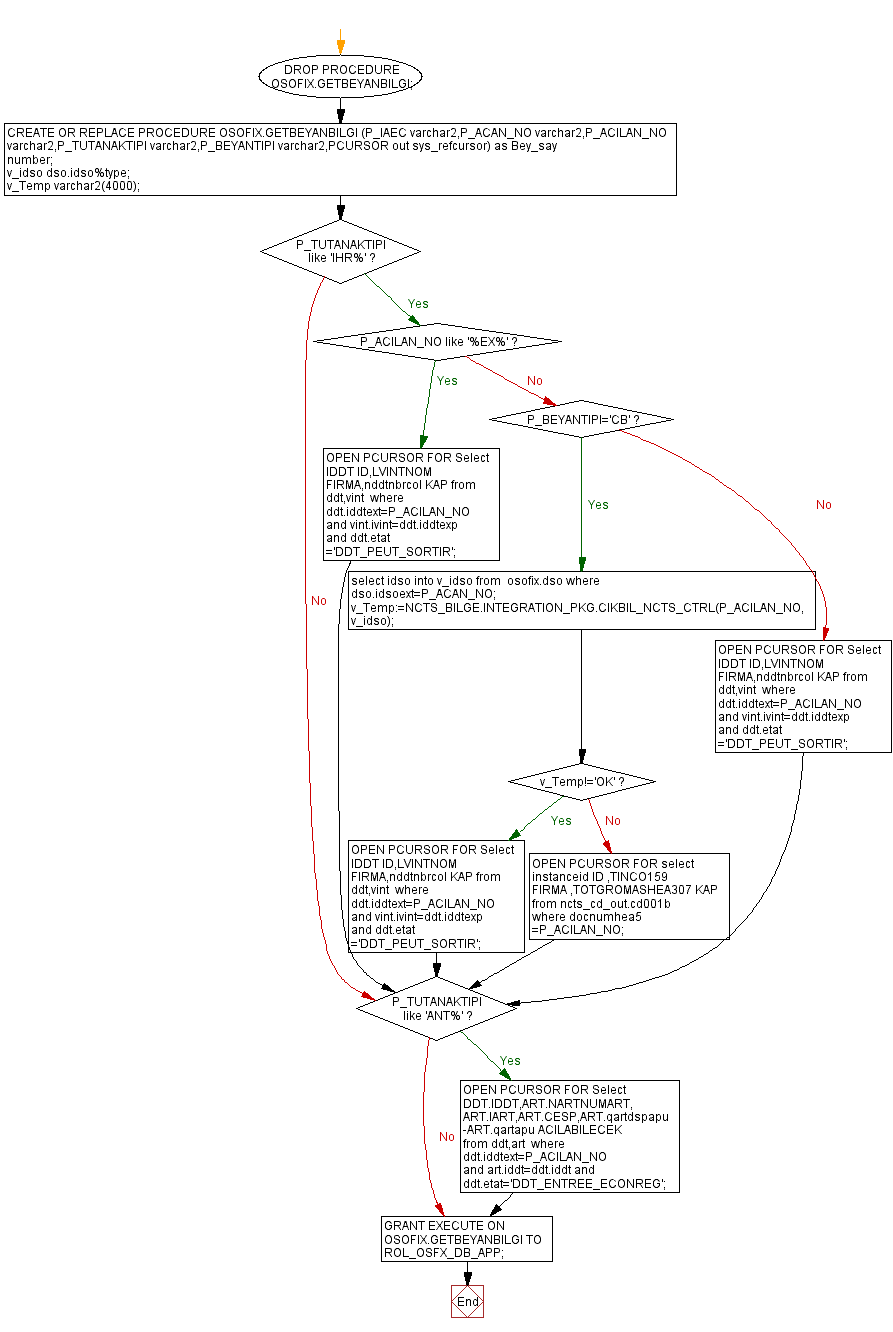 DROP PROCEDURE
OSOFIX.GETBEYANBILGI;
CREATE OR REPLACE PROCEDURE OSOFIX.GETBEYANBILGI (P_IAEC varchar2,P_ACAN_NO varchar2,P_ACILAN_NO
varchar2,P_TUTANAKTIPI varchar2,P_BEYANTIPI varchar2,PCURSOR out sys_refcursor) as Bey_say
number;
v_idso dso.idso%type;
v_Temp varchar2(4000);
P_TUTANAKTIPI
like 'IHR%' ?
Yes
P_ACILAN_NO like '%EX%' ?
Yes
No
P_BEYANTIPI='CB' ?
OPEN PCURSOR FOR Select
IDDT ID,LVINTNOM
FIRMA,nddtnbrcol KAP from
ddt,vint where
ddt.iddtext=P_ACILAN_NO
and vint.ivint=ddt.iddtexp
and ddt.etat
='DDT_PEUT_SORTIR';
Yes
No
No
select idso into v_idso from osofix.dso where
dso.idsoext=P_ACAN_NO;
v_Temp:=NCTS_BILGE.INTEGRATION_PKG.CIKBIL_NCTS_CTRL(P_ACILAN_NO,
v_idso);
OPEN PCURSOR FOR Select
IDDT ID,LVINTNOM
FIRMA,nddtnbrcol KAP from
ddt,vint where
ddt.iddtext=P_ACILAN_NO
and vint.ivint=ddt.iddtexp
and ddt.etat
='DDT_PEUT_SORTIR';
v_Temp!='OK' ?
Yes
No
OPEN PCURSOR FOR Select
IDDT ID,LVINTNOM
FIRMA,nddtnbrcol KAP from
ddt,vint where
ddt.iddtext=P_ACILAN_NO
and vint.ivint=ddt.iddtexp
and ddt.etat
='DDT_PEUT_SORTIR';
OPEN PCURSOR FOR select
instanceid ID ,TINCO159
FIRMA ,TOTGROMASHEA307 KAP
from ncts_cd_out.cd001b
where docnumhea5
=P_ACILAN_NO;
P_TUTANAKTIPI
like 'ANT%' ?
Yes
No
OPEN PCURSOR FOR Select
DDT.IDDT,ART.NARTNUMART,
ART.IART,ART.CESP,ART.qartdspapu
-ART.qartapu ACILABILECEK
from ddt,art where
ddt.iddtext=P_ACILAN_NO
and art.iddt=ddt.iddt and
ddt.etat='DDT_ENTREE_ECONREG';
GRANT EXECUTE ON
OSOFIX.GETBEYANBILGI TO
ROL_OSFX_DB_APP;
End